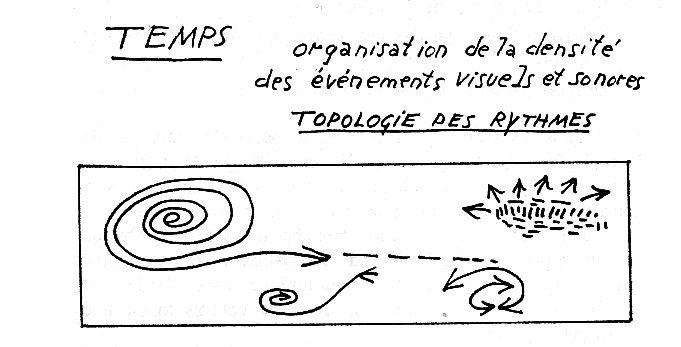 TEMPS
organisation de la densité
des événements visuels et sonores
TOPOLOGIE DES RYTHMES